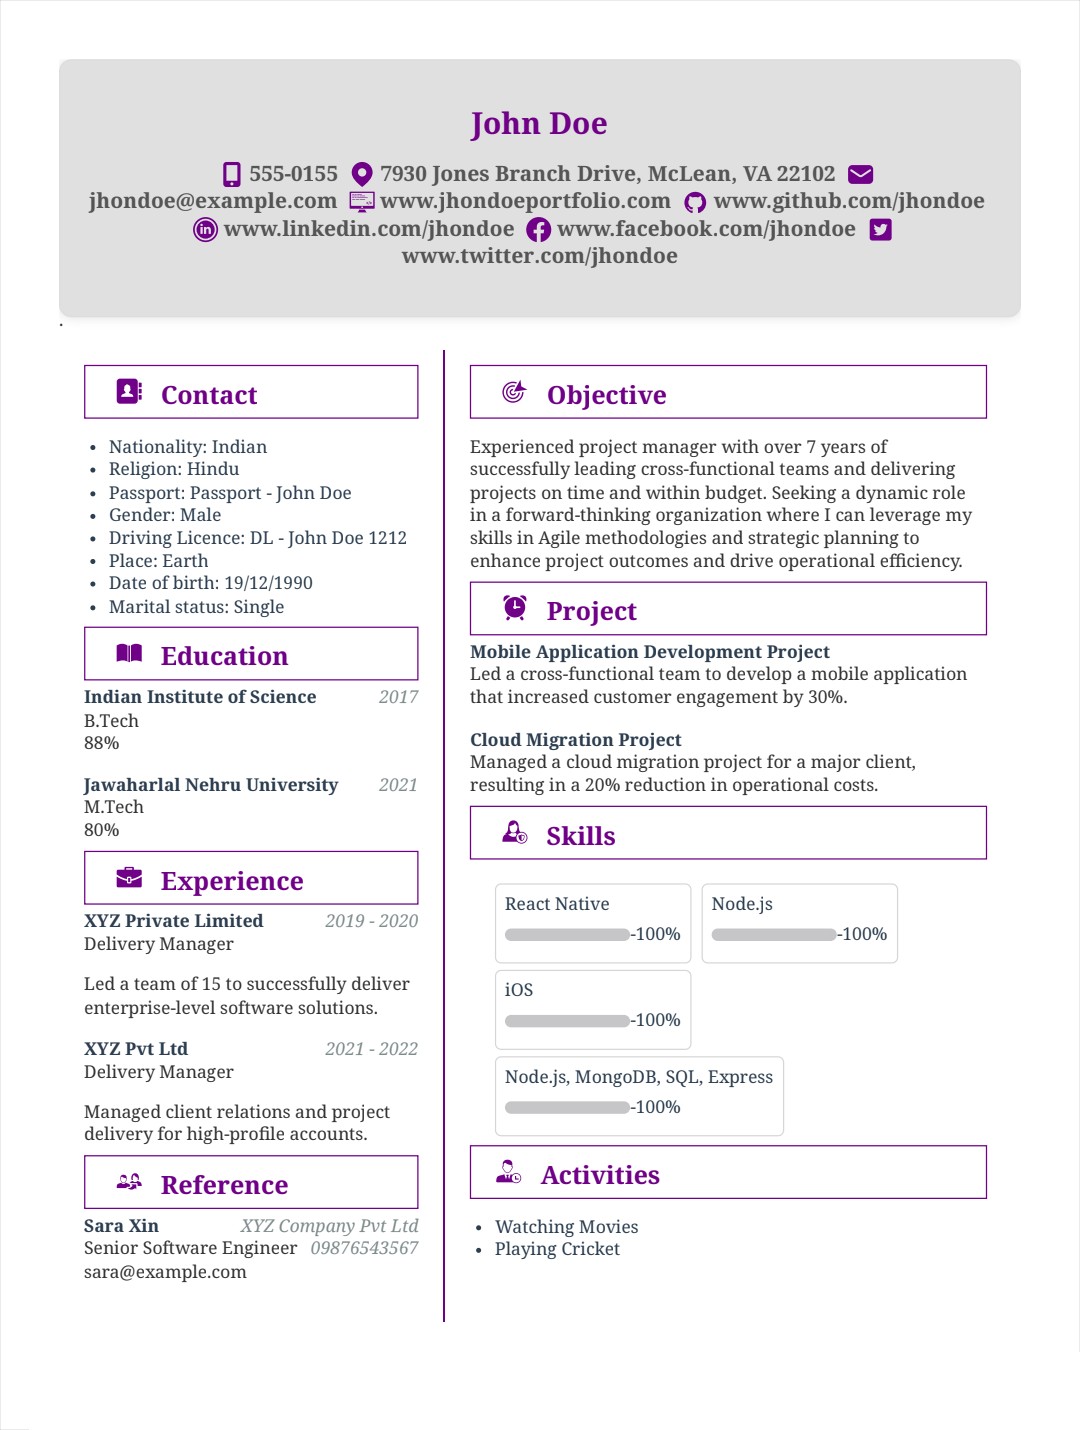 John Doe
555-0155 7930 Jones Branch Drive, McLean, VA 22102
jhondoe@example.com www.jhondoeportfolio.com www.github.com/jhondoe
www.linkedin.com/jhondoe www.facebook.com/jhondoe
www.twitter.com/jhondoe
.
Contact
• Nationality: Indian
• Religion: Hindu
• Passport: Passport - John Doe
• Gender: Male
• Driving Licence: DL - John Doe 1212
• Place: Earth
• Date of birth: 19/12/1990
• Marital status: Single
Education
Indian Institute of Science 2017
B.Tech
88%
Jawaharlal Nehru University 2021
M.Tech
80%
Experience
XYZ Private Limited 2019 - 2020
Delivery Manager
Led a team of 15 to successfully deliver
enterprise-level software solutions.
XYZ Pvt Ltd 2021 - 2022
Delivery Manager
Managed client relations and project
delivery for high-profile accounts.
Reference
Sara Xin XYZ Company Pvt Ltd
Senior Software Engineer 09876543567
sara@example.com
Objective
Experienced project manager with over 7 years of
successfully leading cross-functional teams and delivering
projects on time and within budget. Seeking a dynamic role
in a forward-thinking organization where I can leverage my
skills in Agile methodologies and strategic planning to
enhance project outcomes and drive operational efficiency.
Project
Mobile Application Development Project
Led a cross-functional team to develop a mobile application
that increased customer engagement by 30%.
Cloud Migration Project
Managed a cloud migration project for a major client,
resulting in a 20% reduction in operational costs.
Skills
React Native
-100%
Node.js
-100%
iOS
-100%
Node.js, MongoDB, SQL, Express
-100%
Activities
• Watching Movies
• Playing Cricket